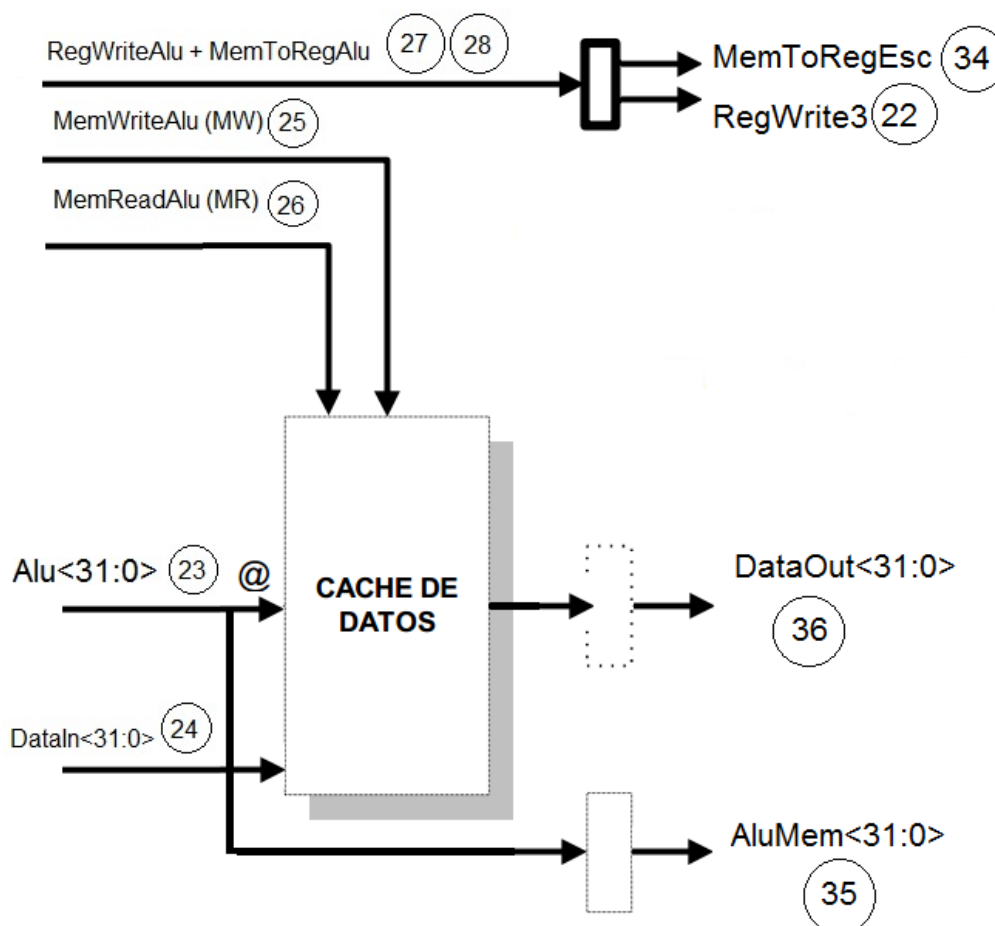 RegWriteAlu + MemToRegAlu 27 28
MemToRegEsc 34
RegWrite3 22
MemWriteAlu (MW) 25
MemReadAlu (MR) 26
Alu<31:0> 23 @
CACHE DE
DATOS
DataOut<31:0>
36
DataIn<31:0> 24
AluMem<31:0>
35